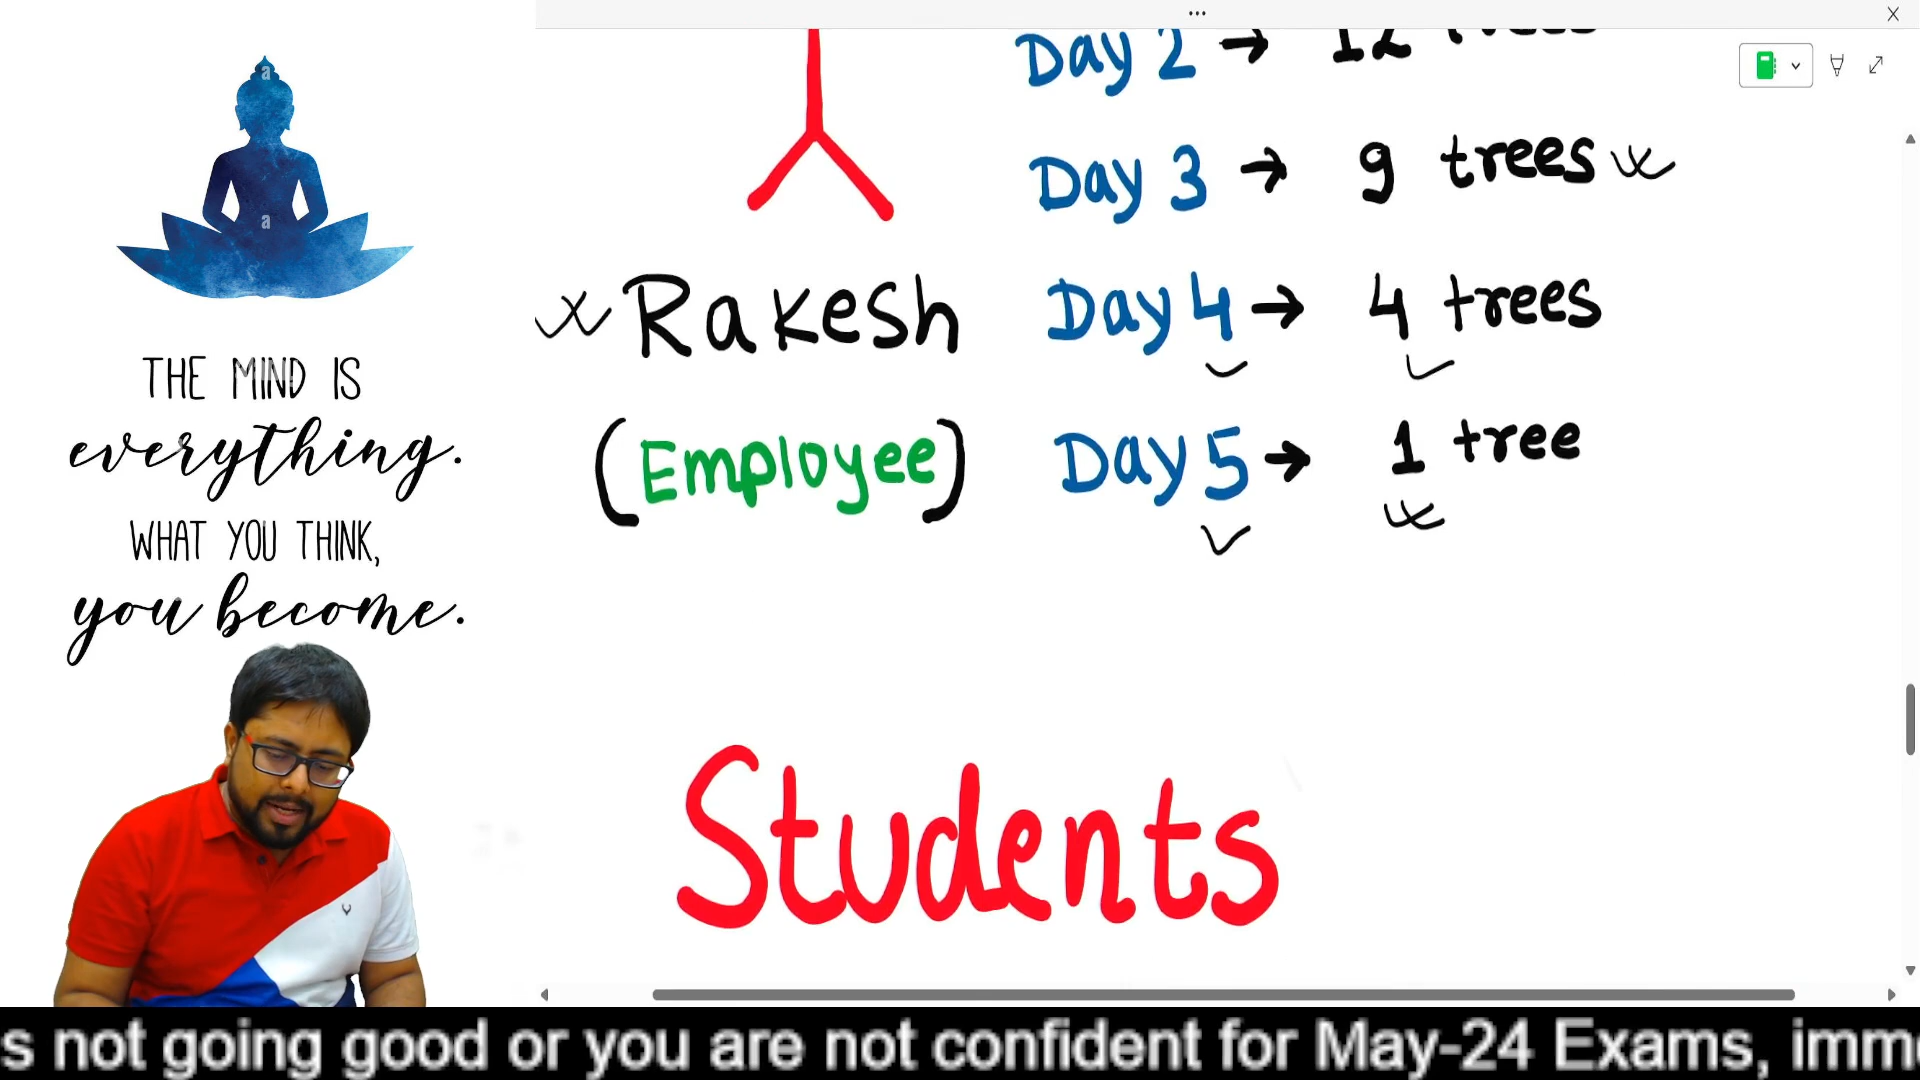 THE MIND IS
everything.
WHAT YOU THINK,
you become.
Day 2 → 12 trees
Day 3 → 9 trees
Rakesh Day 4 → 4 trees
(Employee) Day 5 → 1 tree
Students
s not going good or you are not confident for May-24 Exams, imm